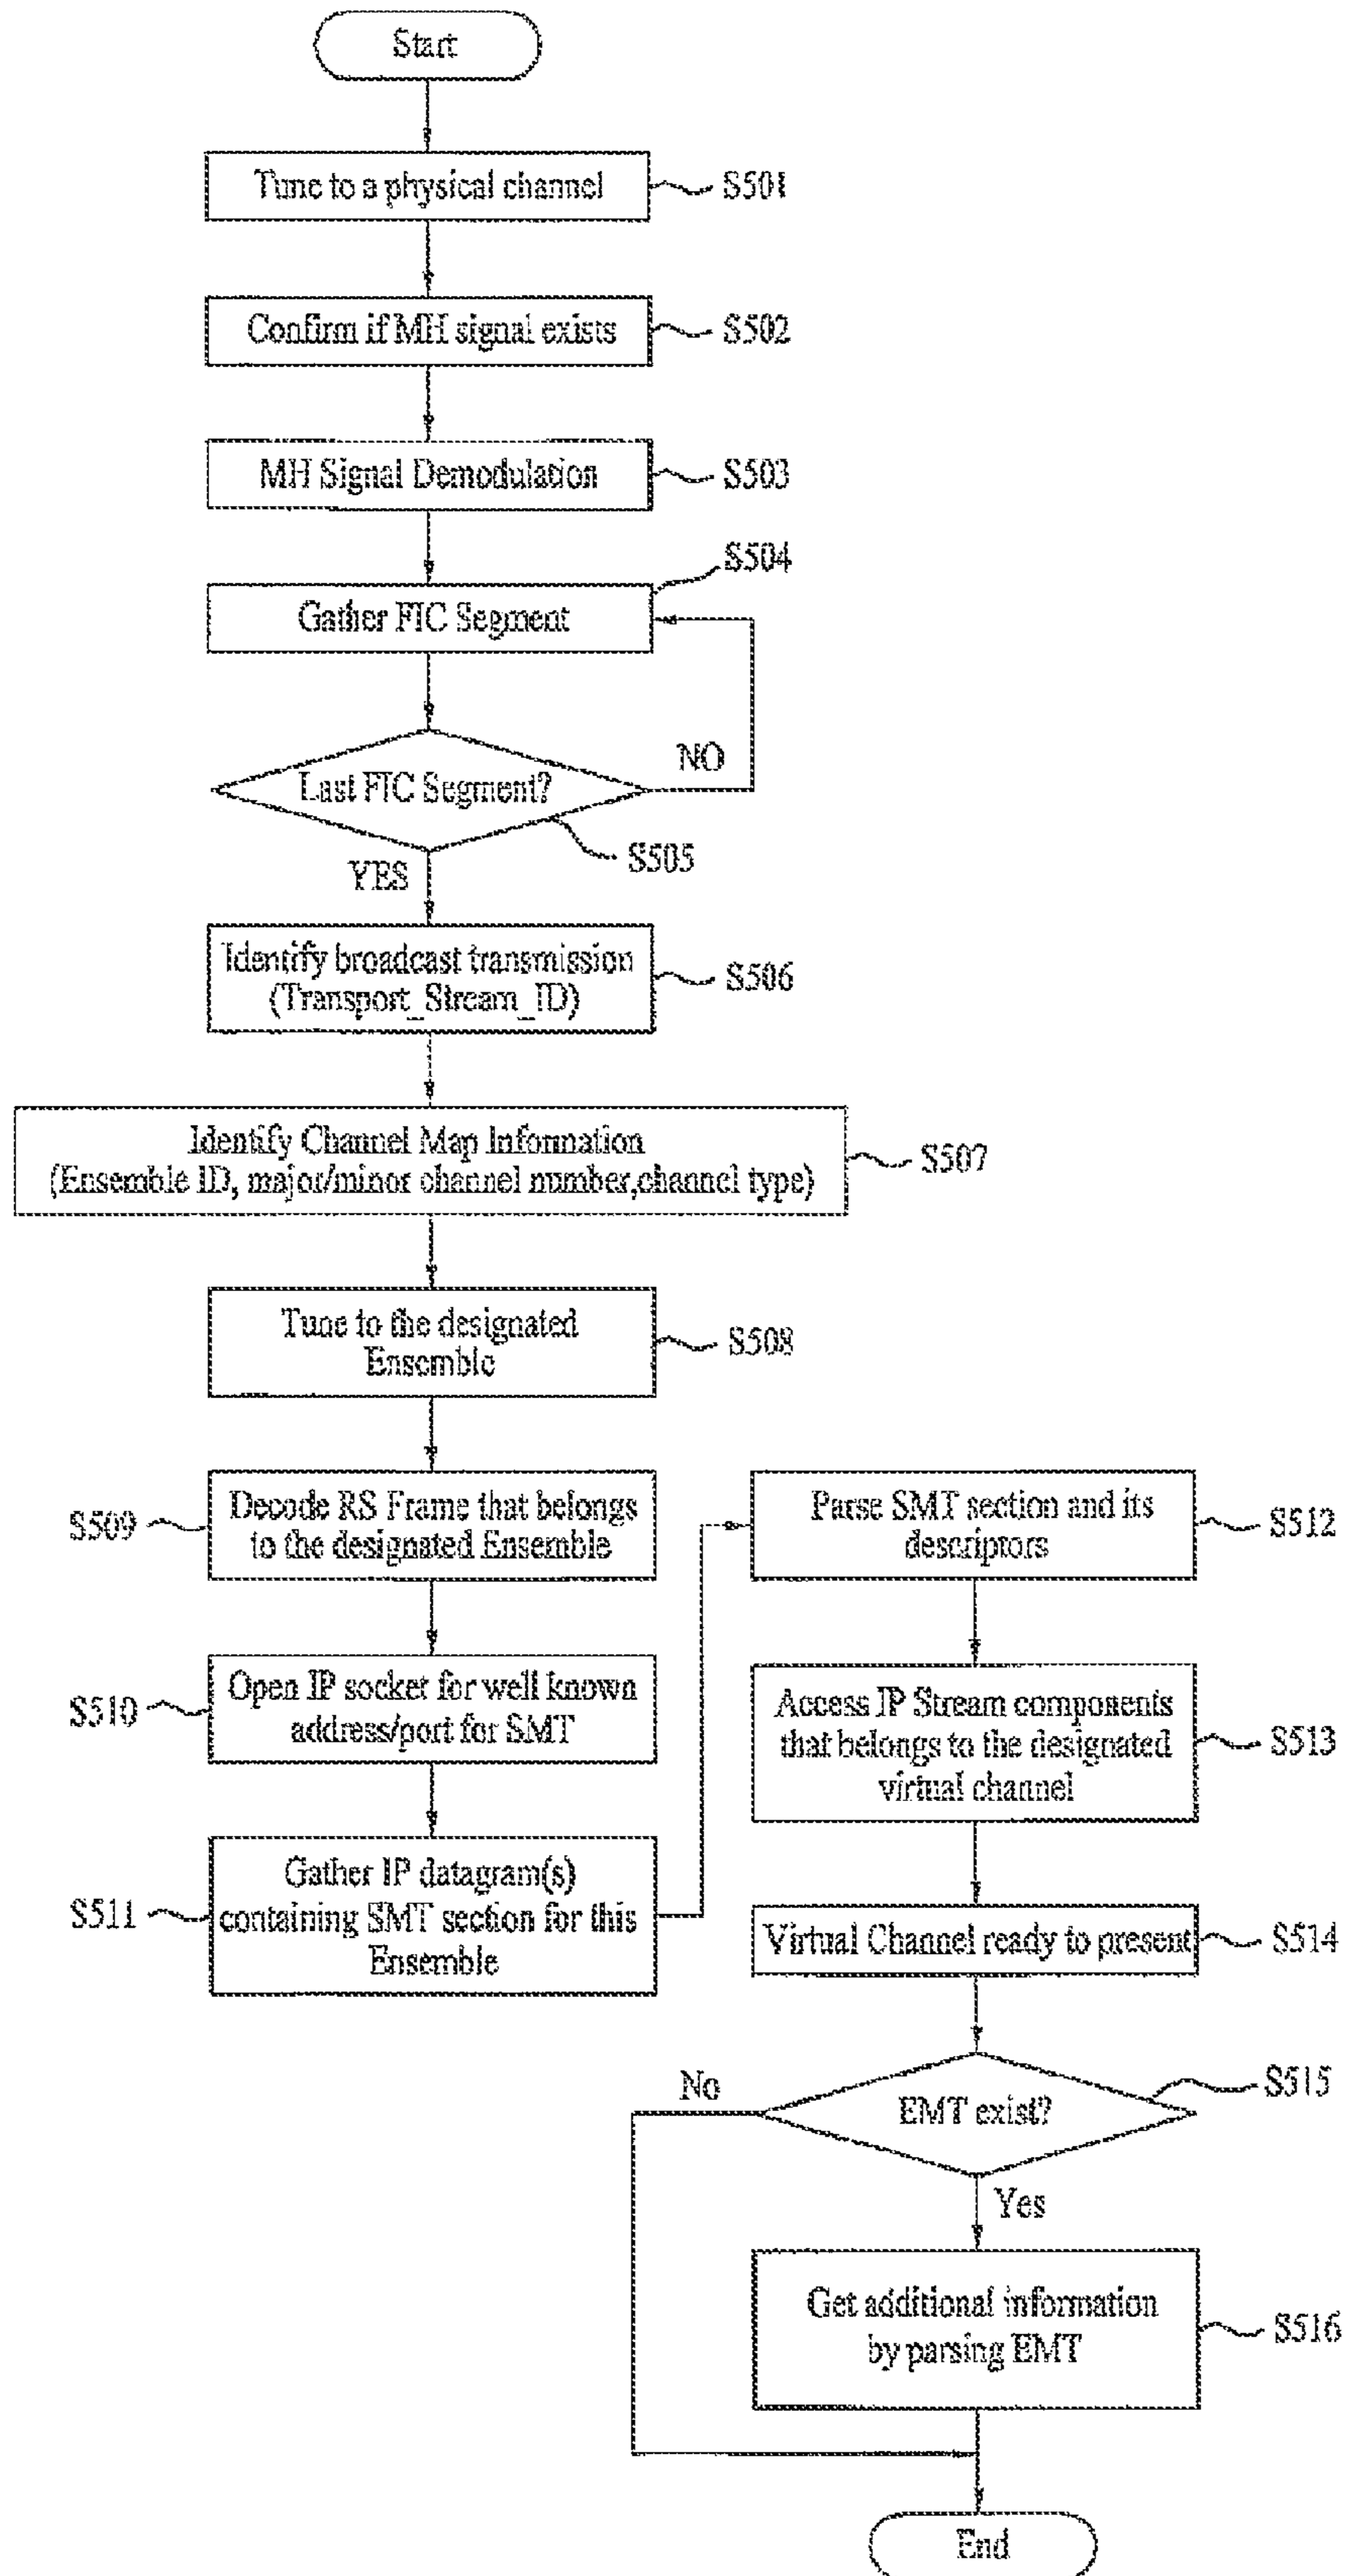 Start
Tune to a physical channel
S501
Confirm if MH signal exists
S502
MH Signal Demodulation
S503
S504
Gather FIC Segment
NO
Last FIC Segment?
S505
YES
Identify broadcast transmission
(Transport_Stream_ID)
S506
Identify Channel Map Information
(Ensemble ID, major/minor channel number,channel type)
S507
Tune to the designated
Ensemble
S508
S509
Decode RS Frame that belongs
to the designated Ensemble
S510
Open IP socket for well known
address/port for SMT
S511
Gather IP datagram(s)
containing SMT section for this
Ensemble
Parse SMT section and its
descriptors
S512
Access IP Stream components
that belongs to the designated
virtual channel
S513
Virtual Channel ready to present
S514
No
EMT exist?
S515
Yes
Get additional information
by parsing EMT
S516
End